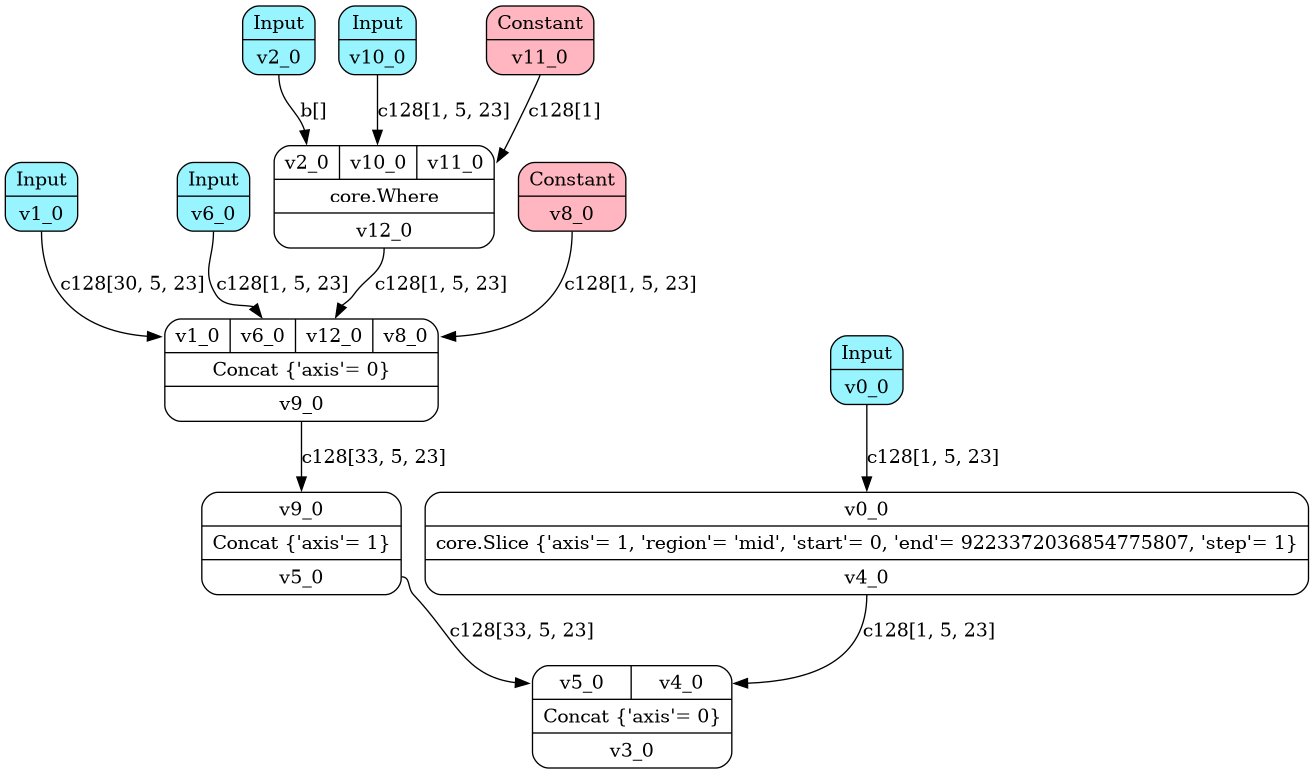 Input
v2_0
Input
v10_0
Constant
v11_0
b[]
c128[1, 5, 23]
c128[1]
Input
v1_0
Input
v6_0
v2_0 v10_0 v11_0
core.Where
v12_0
Constant
v8_0
c128[30, 5, 23]
c128[1, 5, 23]
c128[1, 5, 23]
c128[1, 5, 23]
v1_0 v6_0 v12_0 v8_0
Concat {'axis'= 0}
v9_0
Input
v0_0
c128[33, 5, 23]
c128[1, 5, 23]
v9_0
Concat {'axis'= 1}
v5_0
v0_0
core.Slice {'axis'= 1, 'region'= 'mid', 'start'= 0, 'end'= 9223372036854775807, 'step'= 1}
v4_0
c128[33, 5, 23]
c128[1, 5, 23]
v5_0 v4_0
Concat {'axis'= 0}
v3_0